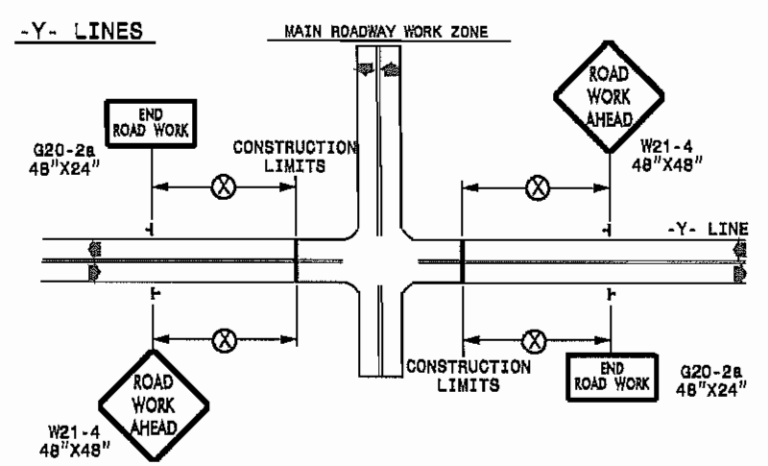 -Y- LINES
MAIN ROADWAY WORK ZONE
END
ROAD WORK
G20-2a
48"X24"
CONSTRUCTION
LIMITS
X
ROAD
WORK
AHEAD
W21-4
48"X48"
X
-Y- LINE
X
ROAD
WORK
AHEAD
W21-4
48"X48"
X
CONSTRUCTION
LIMITS
END
ROAD WORK
G20-2a
48"X24"